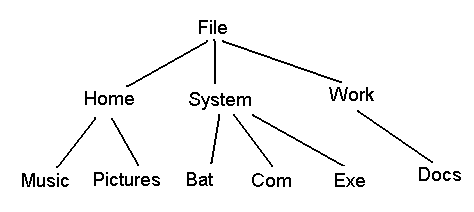 File
Home System Work
Music Pictures Bat Com Exe Docs